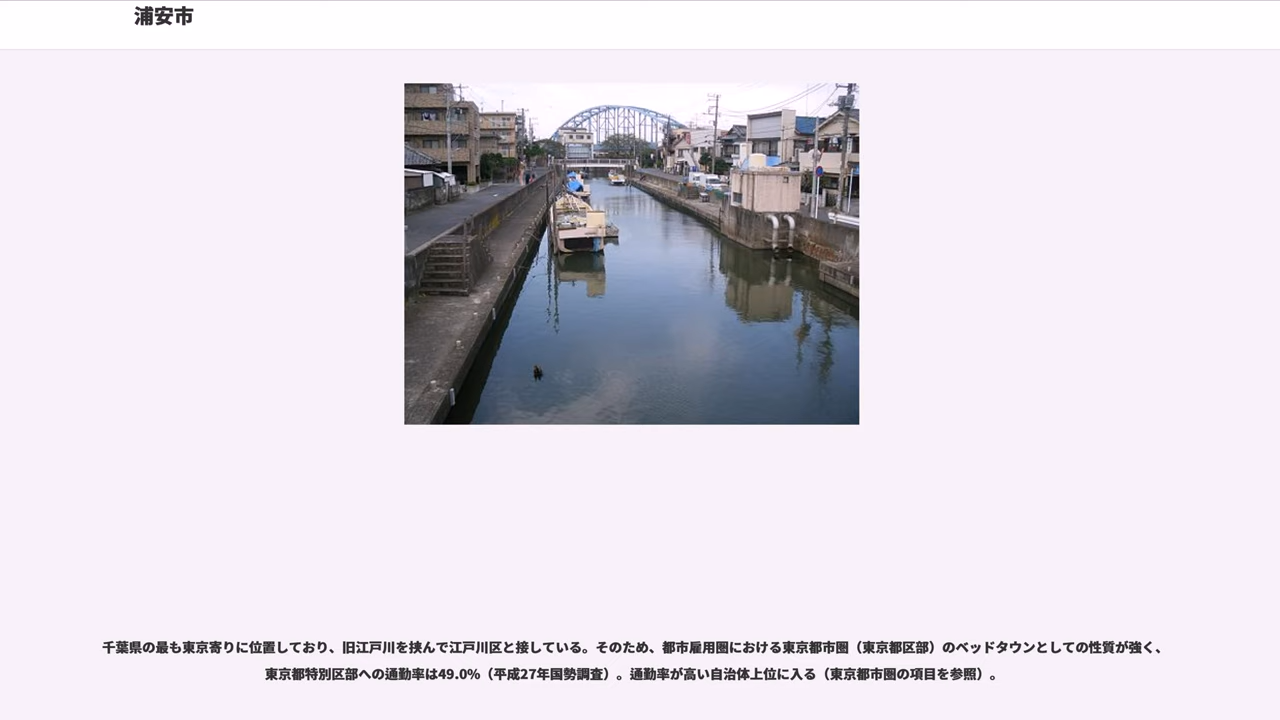 浦安市
千葉県の最も東京寄りに位置しており、旧江戸川を挟んで江戸川区と接している。そのため、都市雇用圏における東京都市圏（東京都区部）のベッドタウンとしての性質が強く、
東京都特別区部への通勤率は49.0%（平成27年国勢調査）。通勤率が高い自治体上位に入る（東京都市圏の項目を参照）。